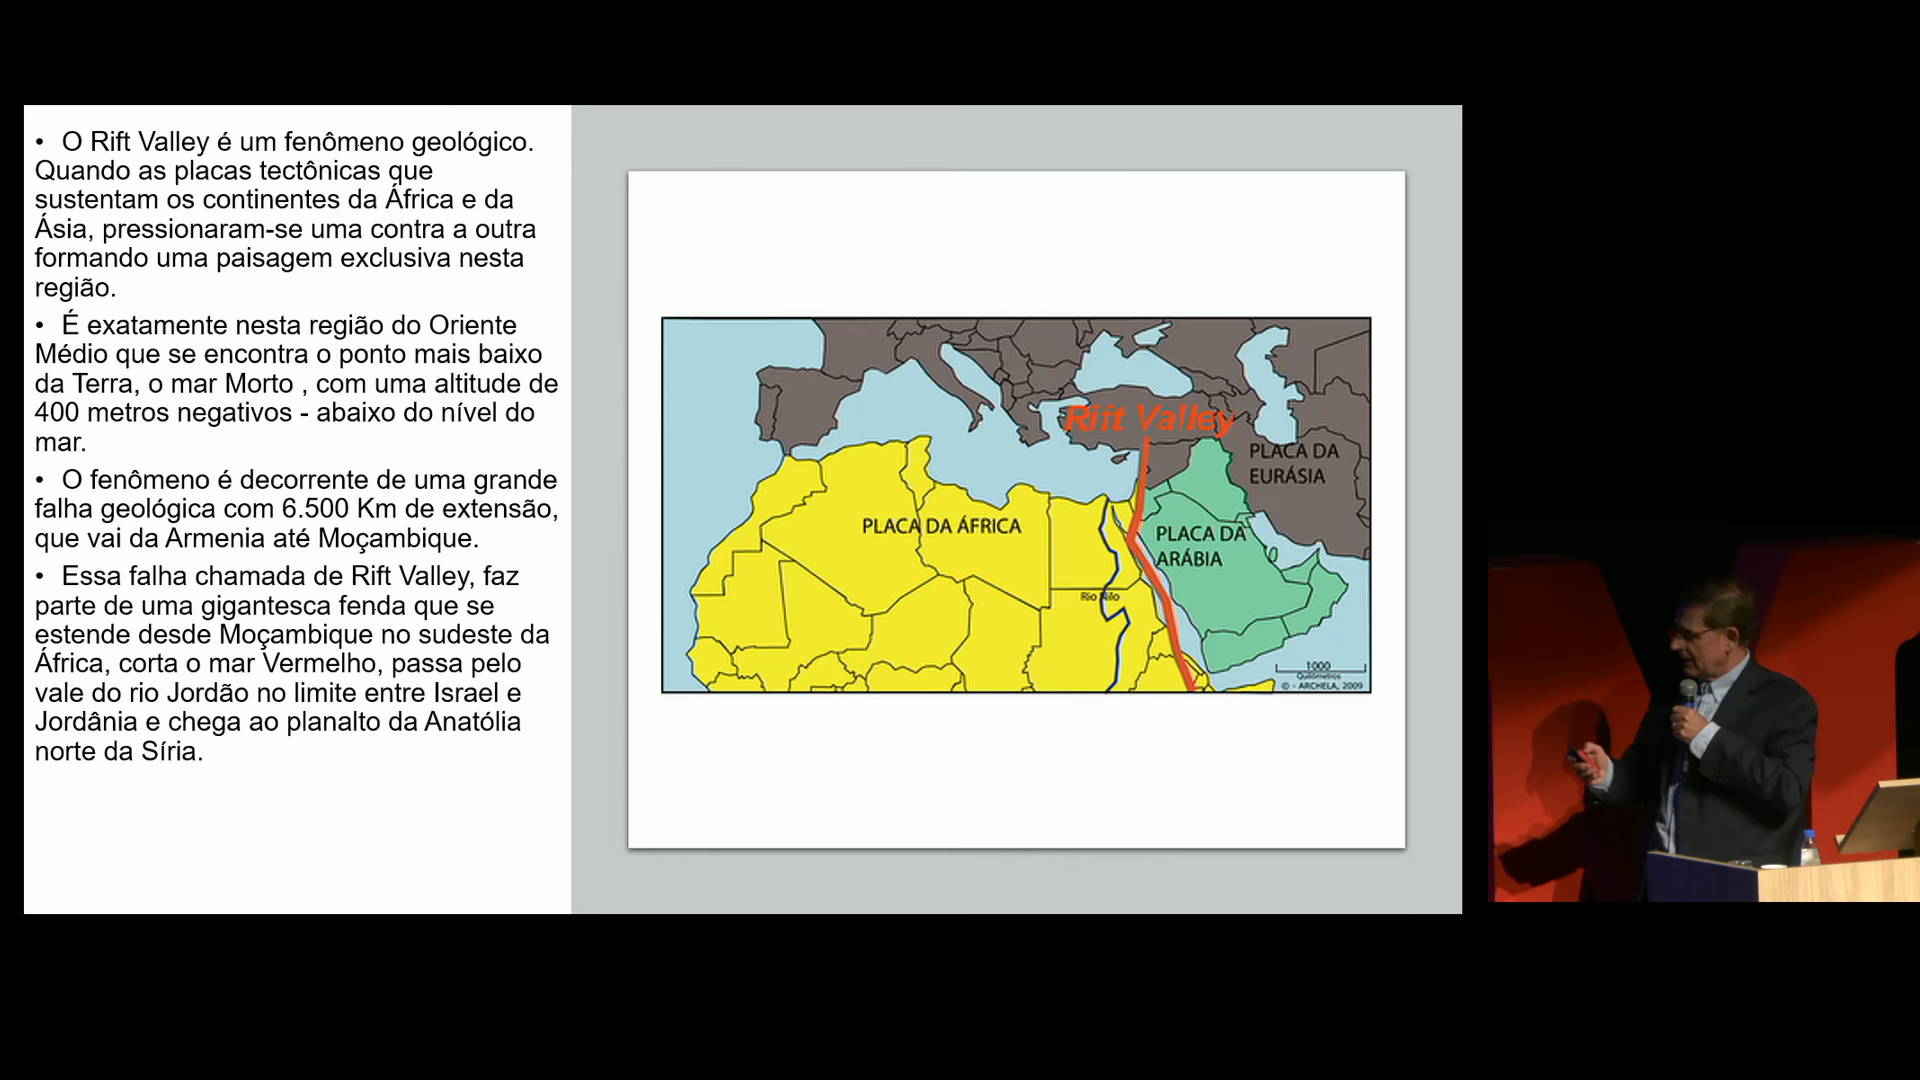 • O Rift Valley é um fenômeno geológico.
Quando as placas tectônicas que
sustentam os continentes da África e da
Ásia, pressionaram-se uma contra a outra
formando uma paisagem exclusiva nesta
região.
• É exatamente nesta região do Oriente
Médio que se encontra o ponto mais baixo
da Terra, o mar Morto , com uma altitude de
400 metros negativos - abaixo do nível do
mar.
• O fenômeno é decorrente de uma grande
falha geológica com 6.500 Km de extensão,
que vai da Armenia até Moçambique.
• Essa falha chamada de Rift Valley, faz
parte de uma gigantesca fenda que se
estende desde Moçambique no sudeste da
África, corta o mar Vermelho, passa pelo
vale do rio Jordão no limite entre Israel e
Jordânia e chega ao planalto da Anatólia
norte da Síria.
Rift Valley
PLACA DA
EURÁSIA
PLACA DA ÁFRICA
PLACA DA
ARÁBIA
Rio Nilo
1000
Quilômetros
© - ARCHELA, 2009